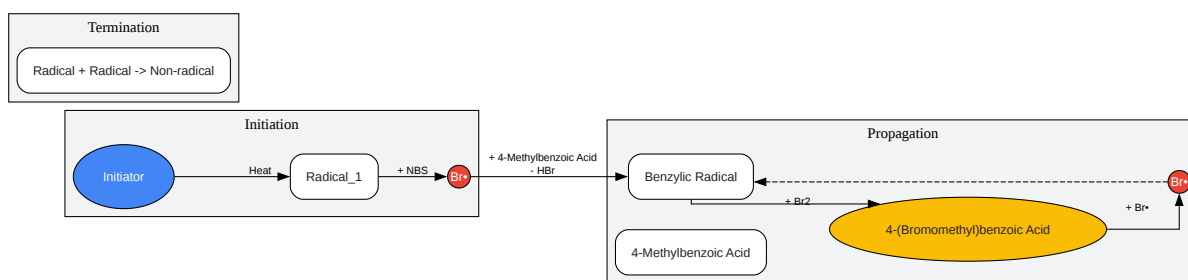 Termination
Radical + Radical -> Non-radical
Initiation
Initiator
Heat
Radical_1
+ NBS
Br•
+ 4-Methylbenzoic Acid
- HBr
Propagation
Benzylic Radical
+ Br2
4-(Bromomethyl)benzoic Acid
+ Br•
Br•
4-Methylbenzoic Acid